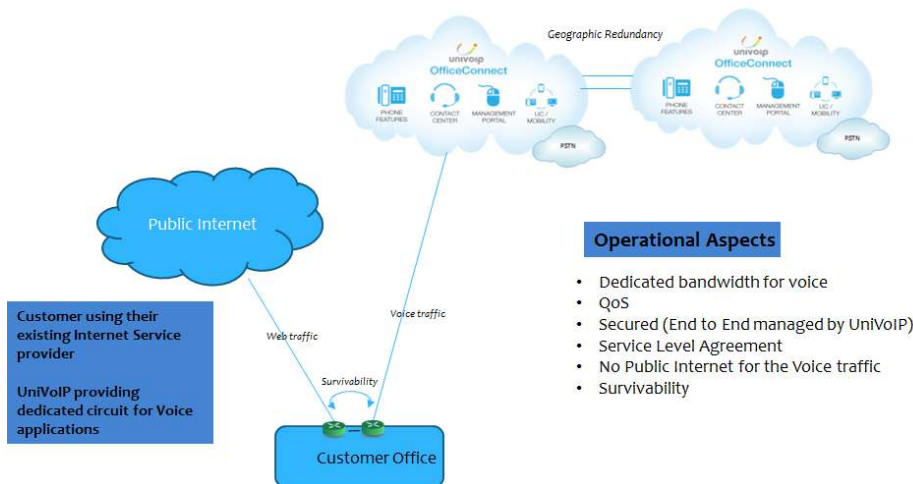 Geographic Redundancy
univoip
OfficeConnect
PHONE
FEATURES
CONTACT
CENTER
MANAGEMENT
PORTAL
UC /
MOBILITY
PSTN
univoip
OfficeConnect
PHONE
FEATURES
CONTACT
CENTER
MANAGEMENT
PORTAL
UC /
MOBILITY
PSTN
Public Internet
Operational Aspects
• Dedicated bandwidth for voice
• QoS
• Secured (End to End managed by UniVoIP)
• Service Level Agreement
• No Public Internet for the Voice traffic
• Survivability
Customer using their
existing Internet Service
provider
UniVoIP providing
dedicated circuit for Voice
applications
Web traffic
Voice traffic
Survivability
Customer Office